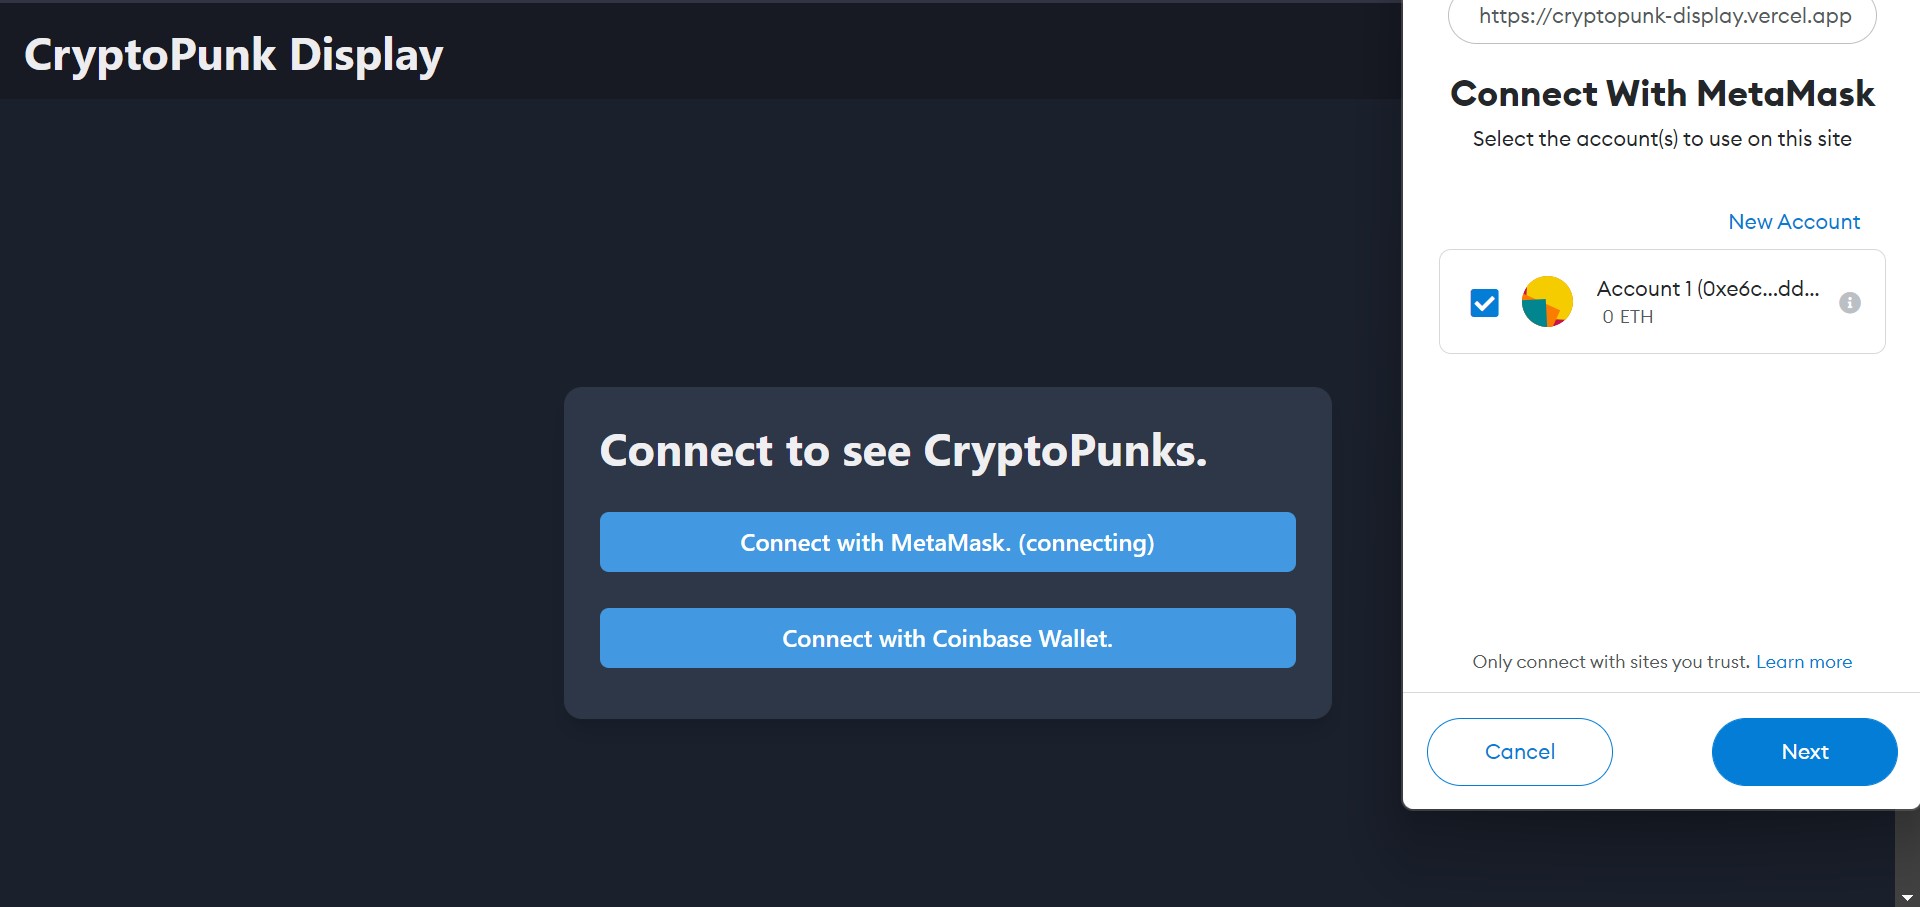 CryptoPunk Display
Connect to see CryptoPunks.
Connect with MetaMask. (connecting)
Connect with Coinbase Wallet.
https://cryptopunk-display.vercel.app
Connect With MetaMask
Select the account(s) to use on this site
New Account
Account 1 (0xe6c...dd...
0 ETH
Only connect with sites you trust. Learn more
Cancel
Next